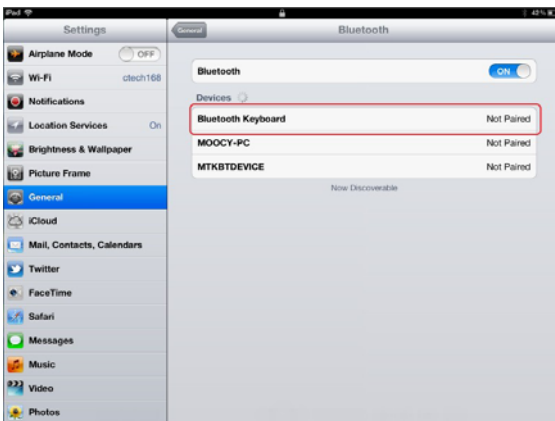 iPad
42%
Settings
General
Bluetooth
Airplane Mode OFF
Wi-Fi ctech168
Notifications
Location Services On
Brightness & Wallpaper
Picture Frame
General
iCloud
Mail, Contacts, Calendars
Twitter
FaceTime
Safari
Messages
Music
Video
Photos
Bluetooth ON
Devices
Bluetooth Keyboard Not Paired
MOOCY-PC Not Paired
MTKBTDEVICE Not Paired
Now Discoverable